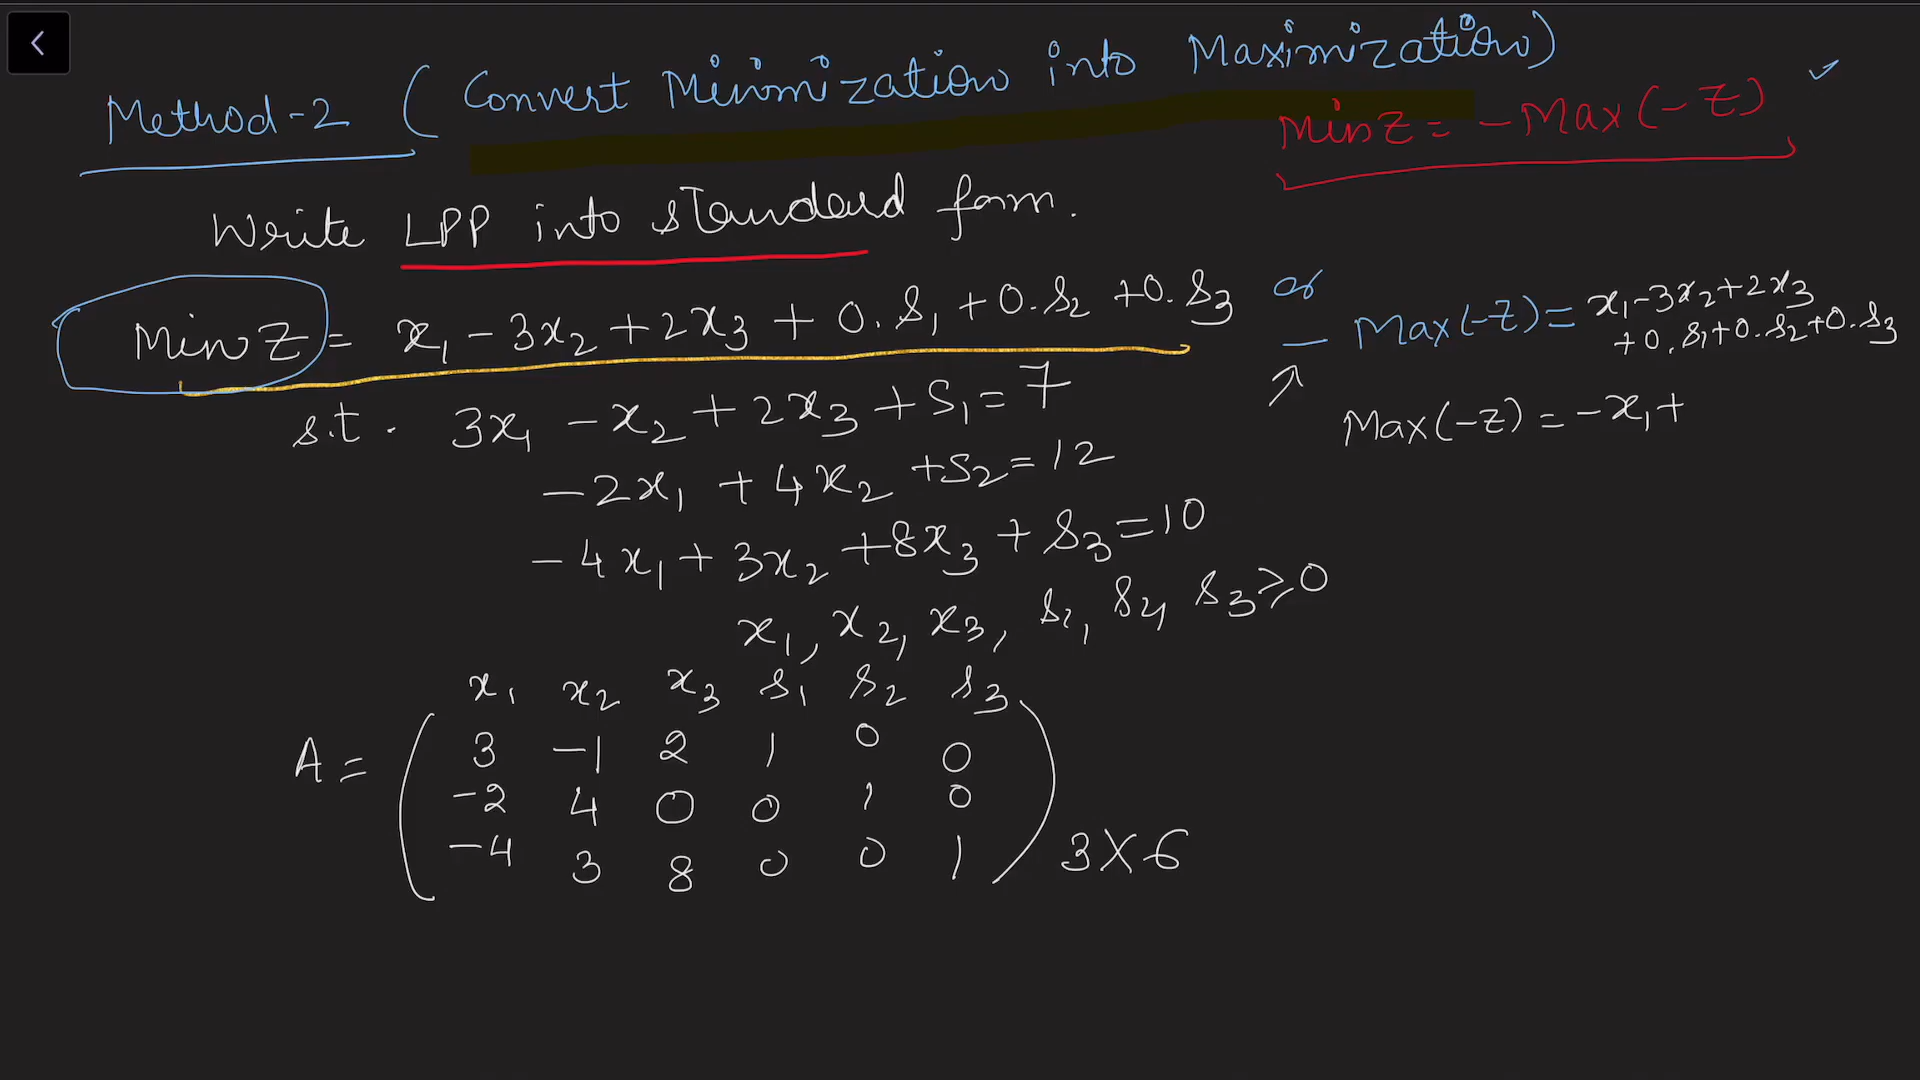 Method-2 ( Convert Minimization into Maximization)
Min Z = - Max (-Z) ✓
Write LPP into standard form.
Min Z = x₁ - 3x₂ + 2x₃ + 0.s₁ + 0.s₂ + 0.s₃ or
- Max(-Z) = x₁ - 3x₂ + 2x₃
+ 0.s₁ + 0.s₂ + 0.s₃
Max(-Z) = -x₁ +
s.t. 3x₁ - x₂ + 2x₃ + S₁ = 7
-2x₁ + 4x₂ + S₂ = 12
-4x₁ + 3x₂ + 8x₃ + s₃ = 10
x₁, x₂, x₃, s₁, s₂, s₃ ⩾ 0
x₁ x₂ x₃ s₁ s₂ s₃
A =
3 -1 2 1 0 0
-2 4 0 0 1 0
-4 3 8 0 0 1
3×6